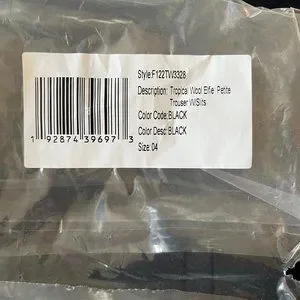 Style:F122TW3328
Description: Tropical Wool Elfie Petite
Trouser W/Slits
Color Code:BLACK
Color Desc:BLACK
Size:04
1 92874 39697 3